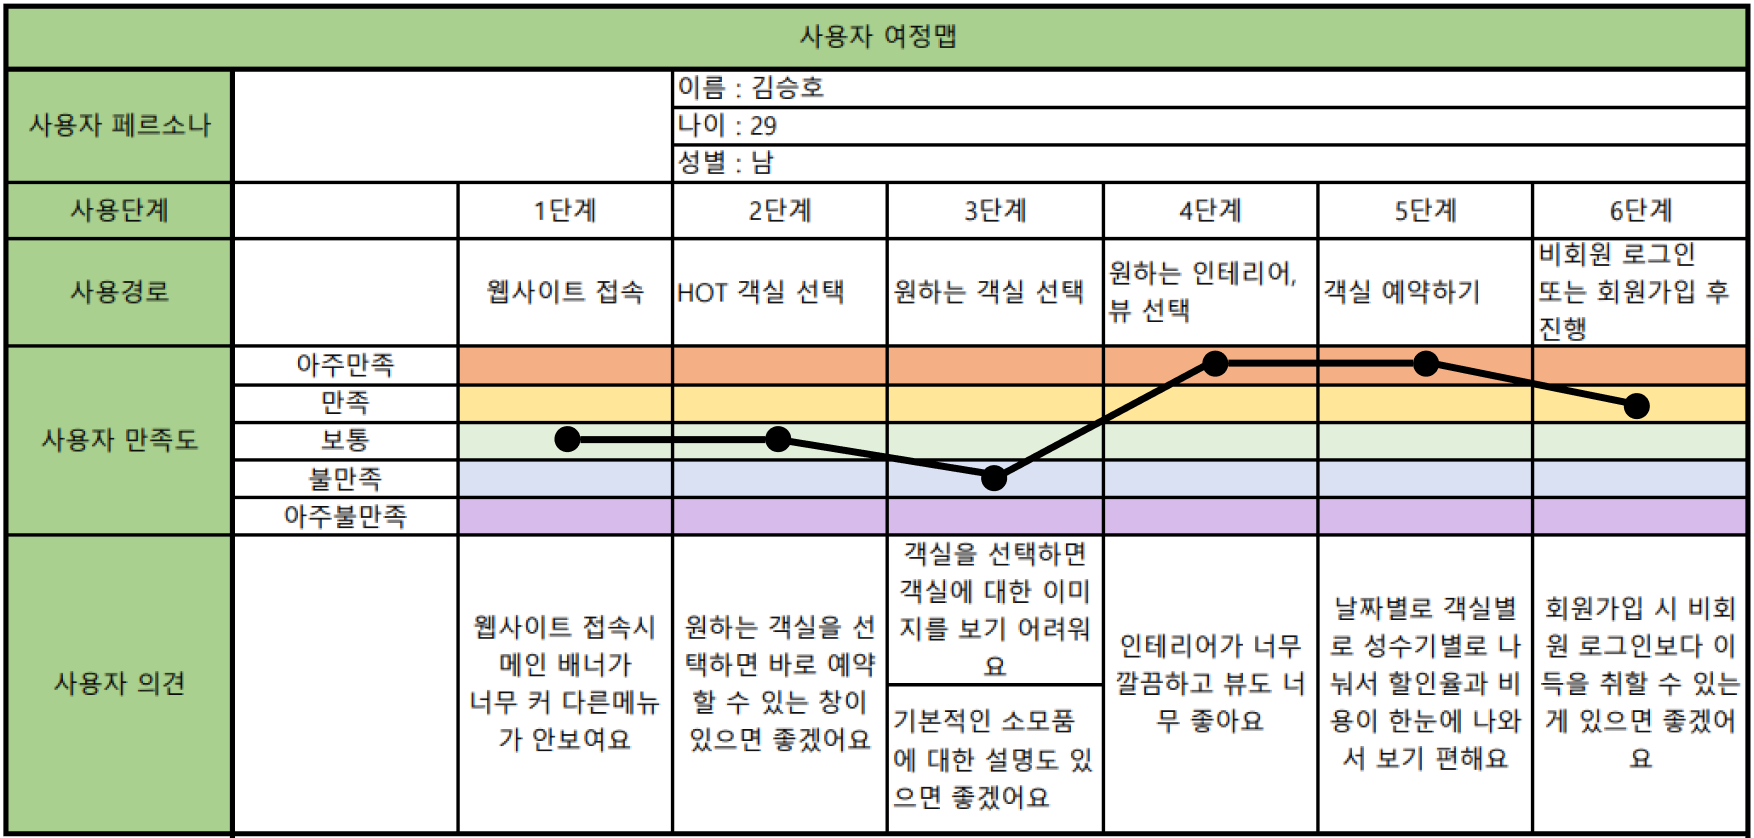 사용자 여정맵
사용자 페르소나
이름 : 김승호
나이 : 29
성별 : 남
사용단계
1단계
2단계
3단계
4단계
5단계
6단계
사용경로
웹사이트 접속
HOT 객실 선택
원하는 객실 선택
원하는 인테리어,
뷰 선택
객실 예약하기
비회원 로그인
또는 회원가입 후
진행
사용자 만족도
아주만족
만족
보통
불만족
아주불만족
사용자 의견
웹사이트 접속시
메인 배너가
너무 커 다른메뉴
가 안보여요
원하는 객실을 선
택하면 바로 예약
할 수 있는 창이
있으면 좋겠어요
객실을 선택하면
객실에 대한 이미
지를 보기 어려워
요
기본적인 소모품
에 대한 설명도 있
으면 좋겠어요
인테리어가 너무
깔끔하고 뷰도 너
무 좋아요
날짜별로 객실별
로 성수기별로 나
눠서 할인율과 비
용이 한눈에 나와
서 보기 편해요
회원가입 시 비회
원 로그인보다 이
득을 취할 수 있는
게 있으면 좋겠어
요